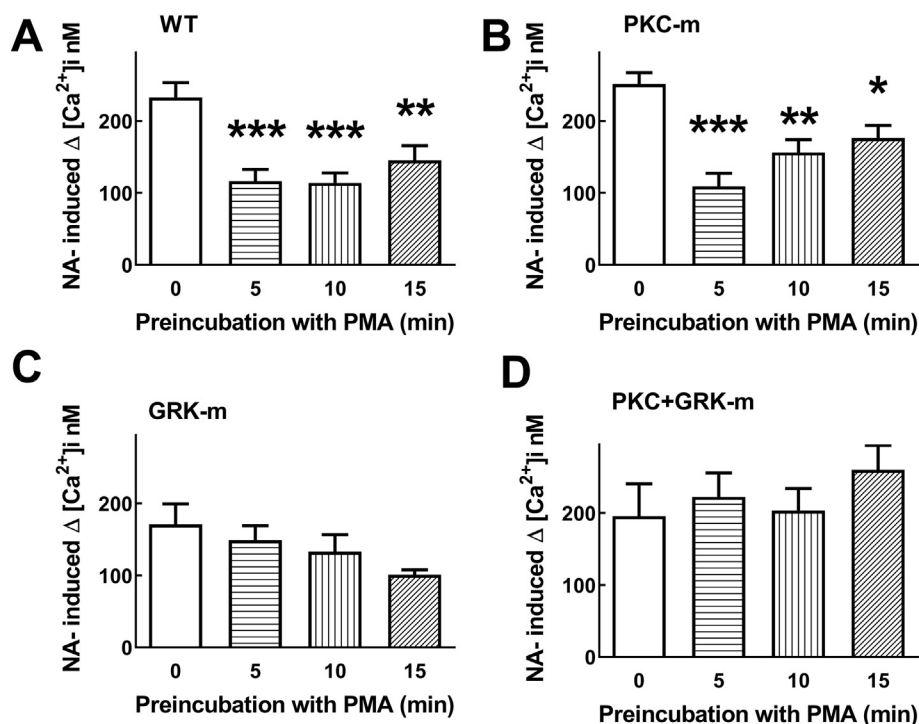 A
WT
NA- induced Δ [Ca2+]i nM
200
100
0
***
***
**
0 5 10 15
Preincubation with PMA (min)
B
PKC-m
NA- induced Δ [Ca2+]i nM
200
100
0
***
**
*
0 5 10 15
Preincubation with PMA (min)
C
GRK-m
NA- induced Δ [Ca2+]i nM
200
100
0
0 5 10 15
Preincubation with PMA (min)
D
PKC+GRK-m
NA- induced Δ [Ca2+]i nM
200
100
0
0 5 10 15
Preincubation with PMA (min)